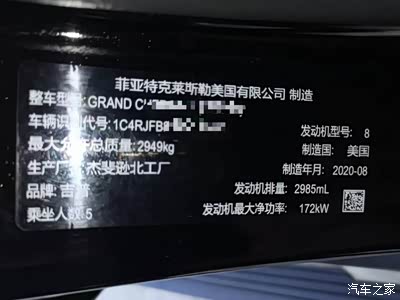 菲亚特克莱斯勒美国有限公司 制造
整车型号: GRAND
车辆识别代号: 1C4RJFB
发动机型号: 8
最大允许总质量: 2949kg
制造国: 美国
生产厂: 杰斐逊北工厂
制造年月: 2020-08
品牌: 吉普
发动机排量: 2985mL
乘坐人数: 5
发动机最大净功率: 172kW
汽车之家